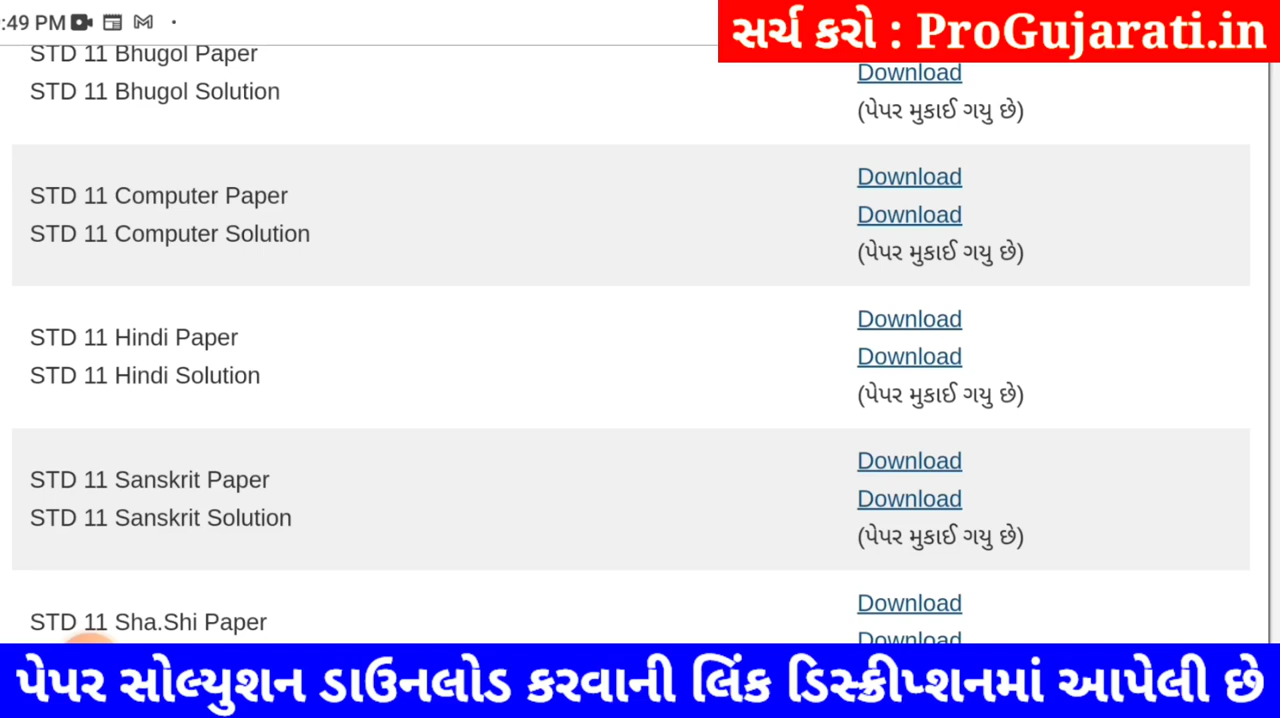 :49 PM
સર્ચ કરો : ProGujarati.in
STD 11 Bhugol Paper
STD 11 Bhugol Solution
Download
(પેપર મુકાઈ ગયુ છે)
STD 11 Computer Paper
STD 11 Computer Solution
Download
Download
(પેપર મુકાઈ ગયુ છે)
STD 11 Hindi Paper
STD 11 Hindi Solution
Download
Download
(પેપર મુકાઈ ગયુ છે)
STD 11 Sanskrit Paper
STD 11 Sanskrit Solution
Download
Download
(પેપર મુકાઈ ગયુ છે)
STD 11 Sha.Shi Paper
Download
Download
પેપર સોલ્યુશન ડાઉનલોડ કરવાની લિંક ડિસ્ક્રીપ્શનમાં આપેલી છે